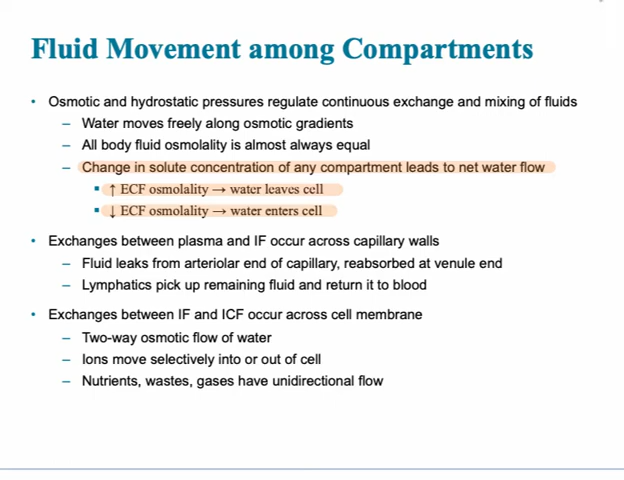 Fluid Movement among Compartments
• Osmotic and hydrostatic pressures regulate continuous exchange and mixing of fluids
– Water moves freely along osmotic gradients
– All body fluid osmolality is almost always equal
– Change in solute concentration of any compartment leads to net water flow
▪ ↑ ECF osmolality → water leaves cell
▪ ↓ ECF osmolality → water enters cell
• Exchanges between plasma and IF occur across capillary walls
– Fluid leaks from arteriolar end of capillary, reabsorbed at venule end
– Lymphatics pick up remaining fluid and return it to blood
• Exchanges between IF and ICF occur across cell membrane
– Two-way osmotic flow of water
– Ions move selectively into or out of cell
– Nutrients, wastes, gases have unidirectional flow